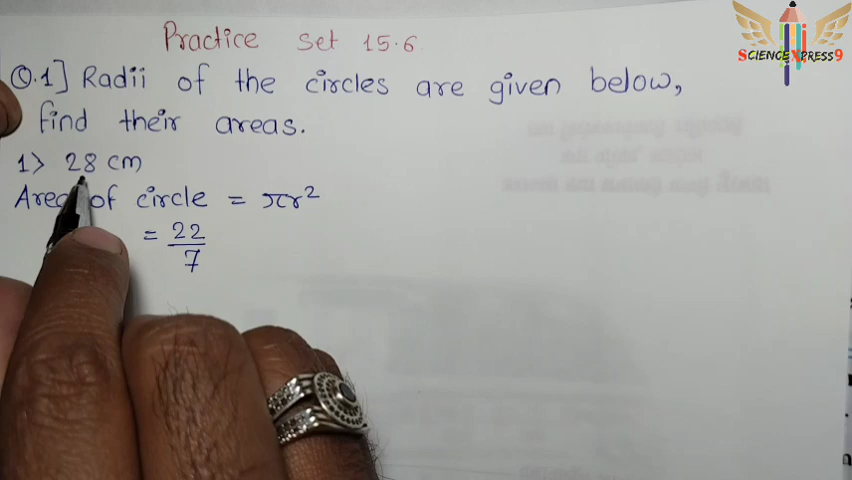 Practice set 15.6.
SCIENCEXPRESS9
Q.1] Radii of the circles are given below,
find their areas.
1> 28 cm
Area of circle = πr²
= 22/7